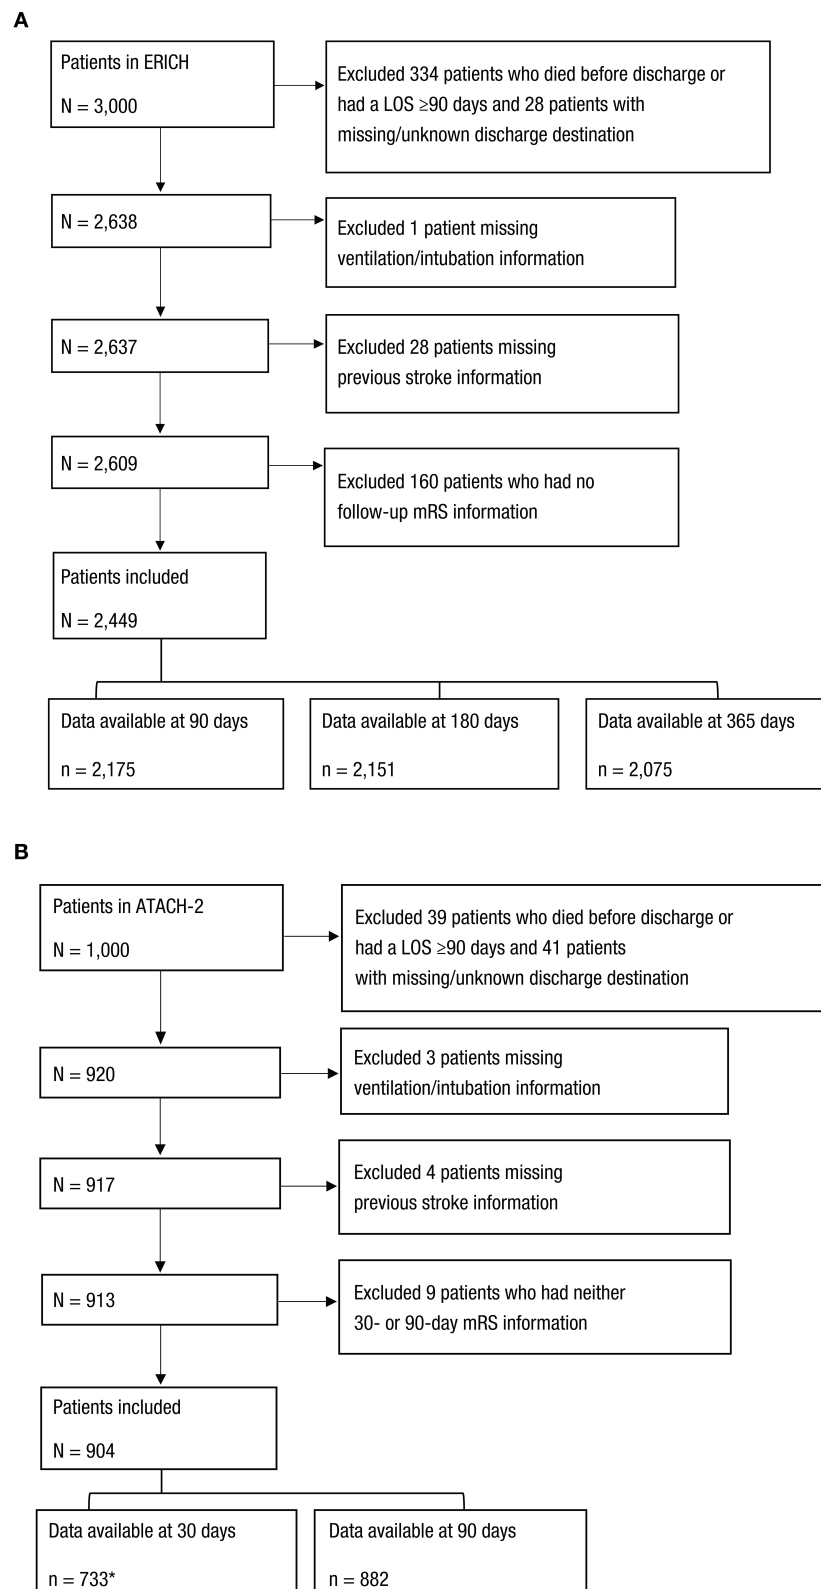 A
Patients in ERICH
N = 3,000
Excluded 334 patients who died before discharge or
had a LOS ≥90 days and 28 patients with
missing/unknown discharge destination
N = 2,638
Excluded 1 patient missing
ventilation/intubation information
N = 2,637
Excluded 28 patients missing
previous stroke information
N = 2,609
Excluded 160 patients who had no
follow-up mRS information
Patients included
N = 2,449
Data available at 90 days
n = 2,175
Data available at 180 days
n = 2,151
Data available at 365 days
n = 2,075
B
Patients in ATACH-2
N = 1,000
Excluded 39 patients who died before discharge or
had a LOS ≥90 days and 41 patients
with missing/unknown discharge destination
N = 920
Excluded 3 patients missing
ventilation/intubation information
N = 917
Excluded 4 patients missing
previous stroke information
N = 913
Excluded 9 patients who had neither
30- or 90-day mRS information
Patients included
N = 904
Data available at 30 days
n = 733*
Data available at 90 days
n = 882